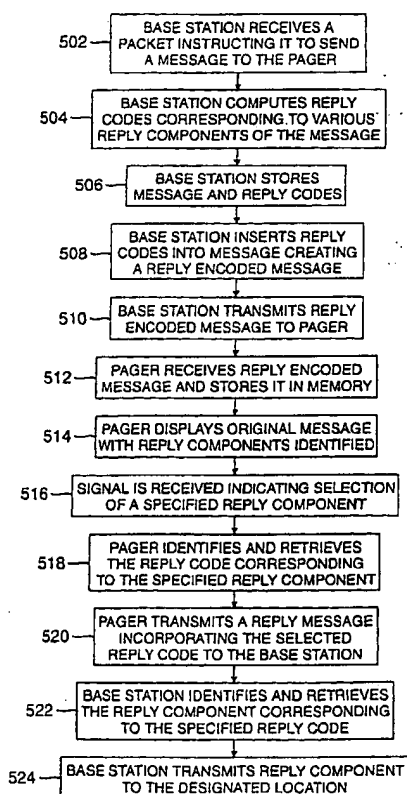 BASE STATION RECEIVES A
502 PACKET INSTRUCTING IT TO SEND
A MESSAGE TO THE PAGER
BASE STATION COMPUTES REPLY
504 CODES CORRESPONDING TO VARIOUS
REPLY COMPONENTS OF THE MESSAGE
506 BASE STATION STORES
MESSAGE AND REPLY CODES
BASE STATION INSERTS REPLY
508 CODES INTO MESSAGE CREATING
A REPLY ENCODED MESSAGE
510 BASE STATION TRANSMITS REPLY
ENCODED MESSAGE TO PAGER
512 PAGER RECEIVES REPLY ENCODED
MESSAGE AND STORES IT IN MEMORY
514 PAGER DISPLAYS ORIGINAL MESSAGE
WITH REPLY COMPONENTS IDENTIFIED
516 SIGNAL IS RECEIVED INDICATING SELECTION
OF A SPECIFIED REPLY COMPONENT
PAGER IDENTIFIES AND RETRIEVES
518 THE REPLY CODE CORRESPONDING
TO THE SPECIFIED REPLY COMPONENT
PAGER TRANSMITS A REPLY MESSAGE
520 INCORPORATING THE SELECTED
REPLY CODE TO THE BASE STATION
BASE STATION IDENTIFIES AND RETRIEVES
522 THE REPLY COMPONENT CORRESPONDING
TO THE SPECIFIED REPLY CODE
524 BASE STATION TRANSMITS REPLY COMPONENT
TO THE DESIGNATED LOCATION